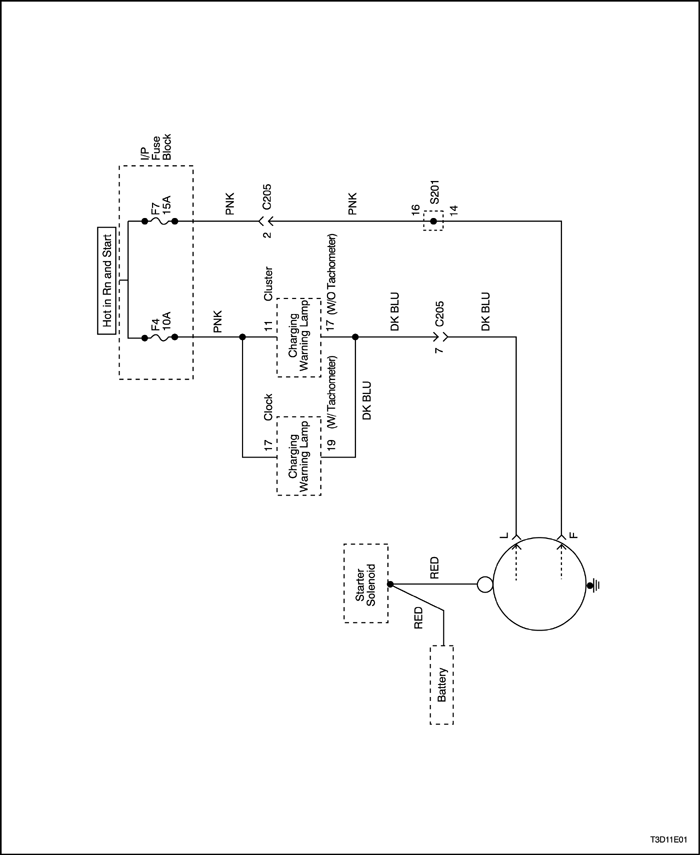 I/P
Fuse
Block
Hot in Rn and Start
F7
15A
PNK
C205
2
PNK
16
S201
14
F4
10A
PNK
Cluster
11
Charging
Warning Lamp
17
(W/O Tachometer)
DK BLU
C205
7
DK BLU
Clock
17
Charging
Warning Lamp
19
(W/ Tachometer)
DK BLU
L
F
Starter
Solenoid
RED
RED
Battery
T3D11E01